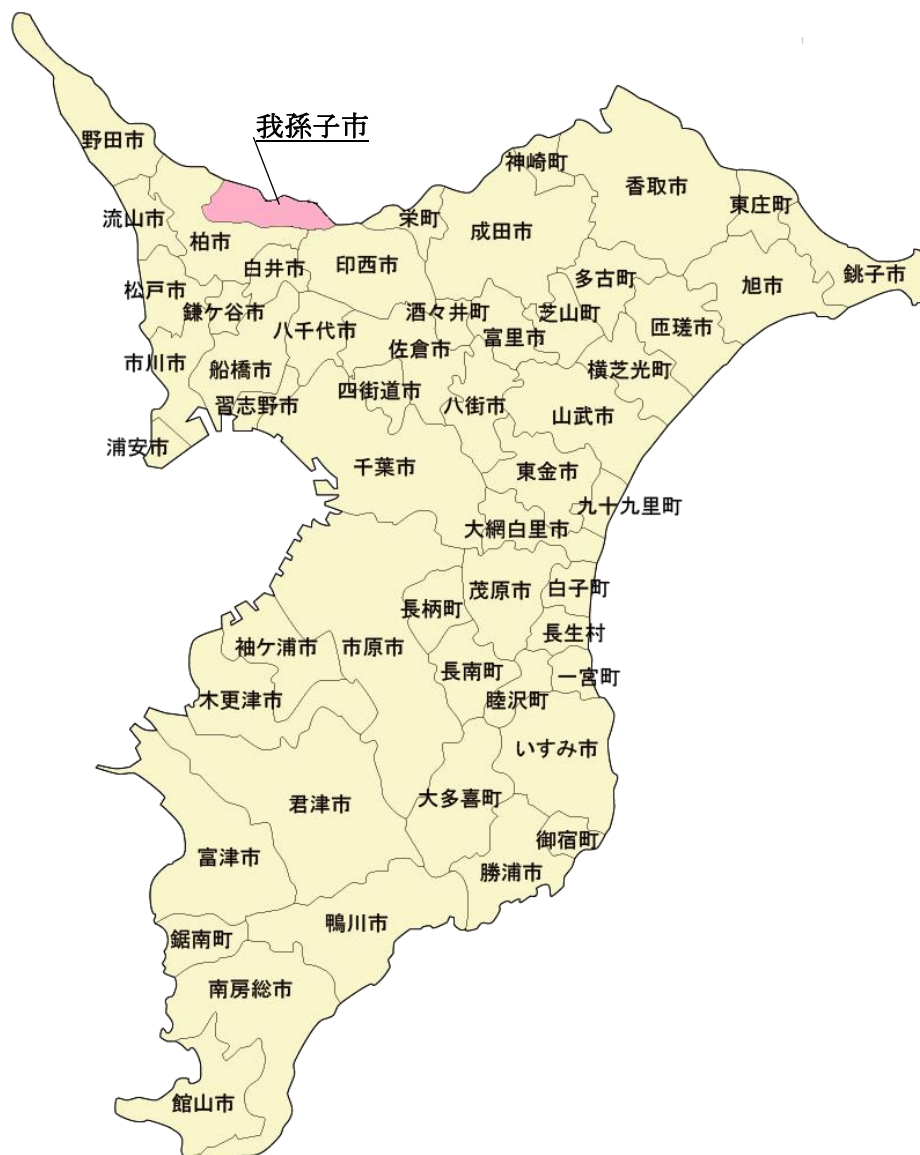 我孫子市
野田市
神崎町
香取市
流山市
栄町
東庄町
成田市
柏市
白井市
印西市
多古町
銚子市
旭市
松戸市
鎌ケ谷市
酒々井町
芝山町
八千代市
富里市
匝瑳市
佐倉市
市川市
船橋市
横芝光町
四街道市
習志野市
八街市
山武市
浦安市
千葉市
東金市
九十九里町
大網白里市
茂原市
白子町
長柄町
長生村
袖ケ浦市
市原市
長南町
一宮町
木更津市
睦沢町
いすみ市
君津市
大多喜町
御宿町
富津市
勝浦市
鴨川市
鋸南町
南房総市
館山市